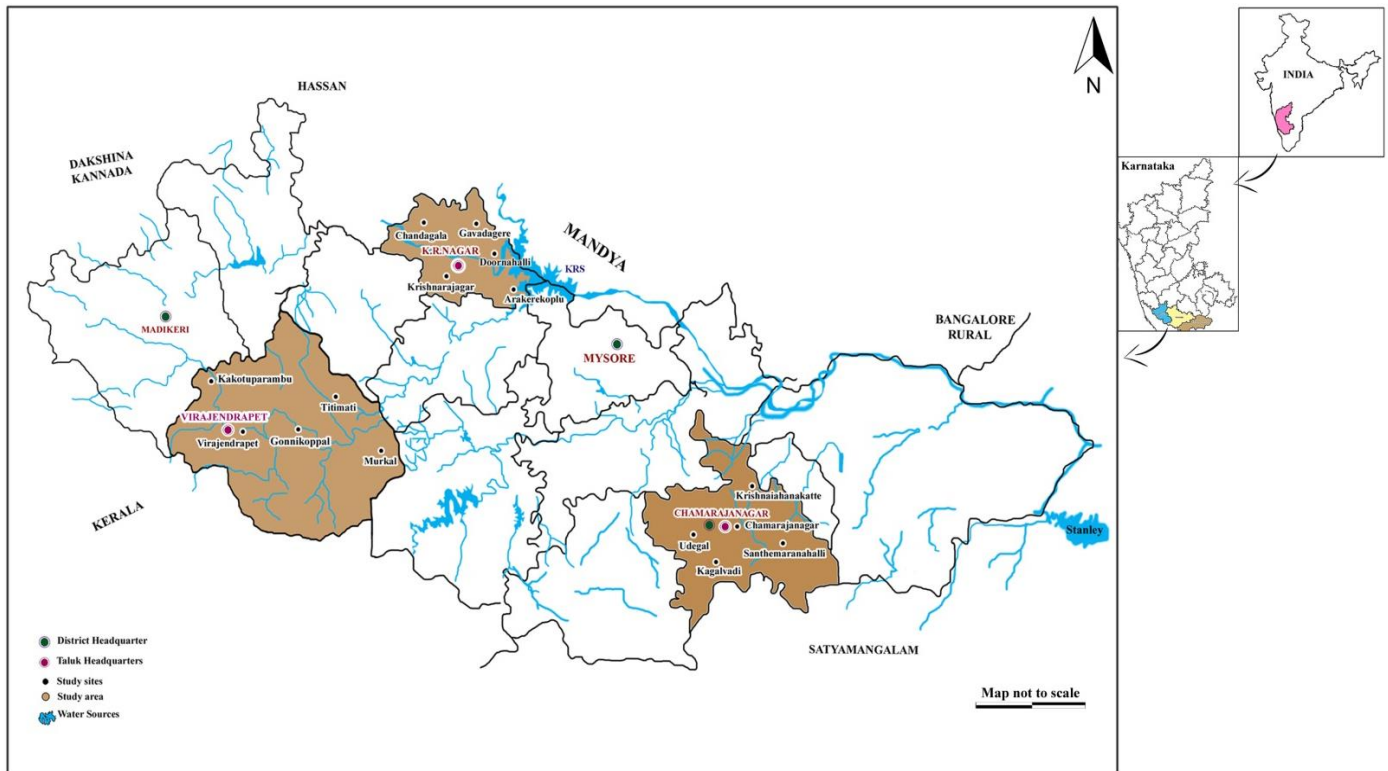 HASSAN
DAKSHINA
KANNADA
N
INDIA
Karnataka
Chandagala
Gavadagere
K.R.NAGAR
Doornahalli
Krishnarajagar
Arakerekoplu
MANDYA
KRS
MADIKERI
MYSORE
BANGALORE
RURAL
Kakotuparambu
Titimati
VIRAJENDRAPET
Virajendrapet
Gonnikoppal
Murkal
KERALA
Krishnaiahanakatte
CHAMARAJANAGAR
Chamarajanagar
Udegal
Santhemaranahalli
Kagalvadi
Stanley
SATYAMANGALAM
District Headquarter
Taluk Headquarters
Study sites
Study area
Water Sources
Map not to scale